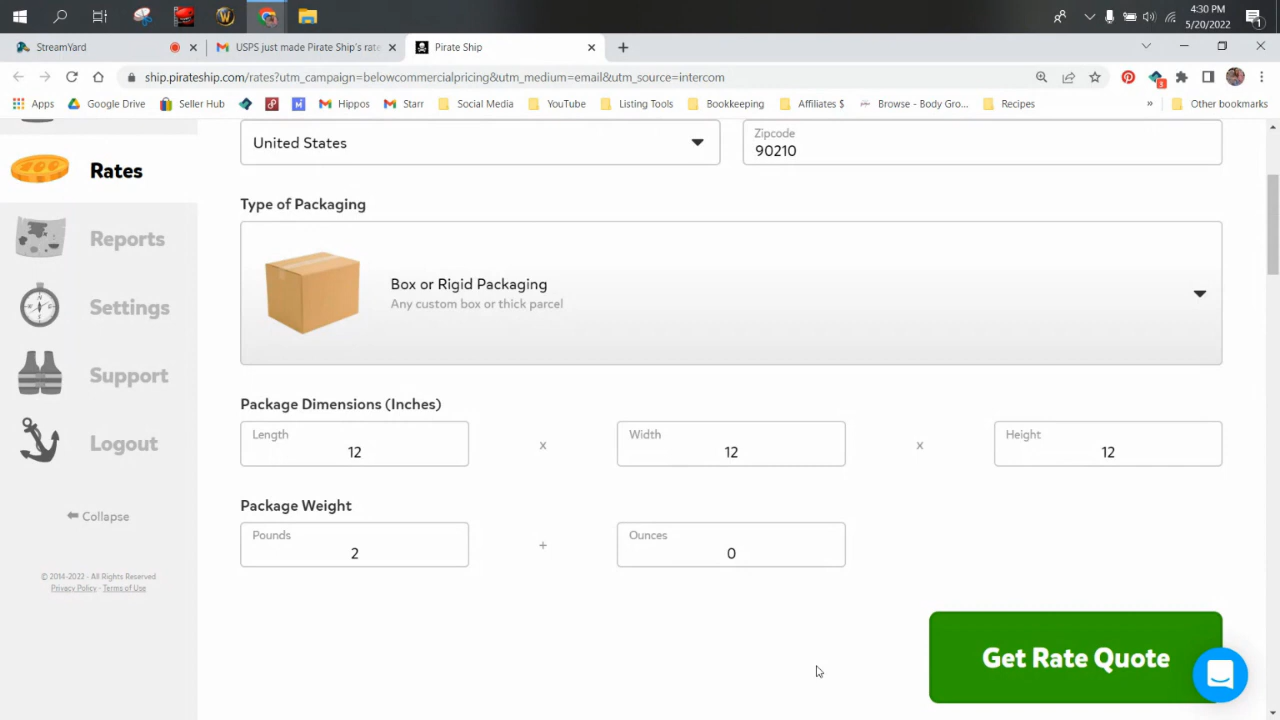 4:30 PM
5/20/2022
1
StreamYard
USPS just made Pirate Ship's rate
Pirate Ship
ship.pirateship.com/rates?utm_campaign=belowcommercialpricing&utm_medium=email&utm_source=intercom
3
Apps
Google Drive
Seller Hub
Hippos
Starr
Social Media
YouTube
Listing Tools
Bookkeeping
Affiliates $
Browse - Body Gro...
Recipes
»
Other bookmarks
United States
Zipcode
90210
Rates
Type of Packaging
Reports
Box or Rigid Packaging
Any custom box or thick parcel
Settings
Support
Package Dimensions (Inches)
Length
12
x
Width
12
x
Height
12
Logout
Package Weight
Pounds
2
+
Ounces
0
Collapse
© 2014-2022 - All Rights Reserved
Privacy Policy - Terms of Use
Get Rate Quote